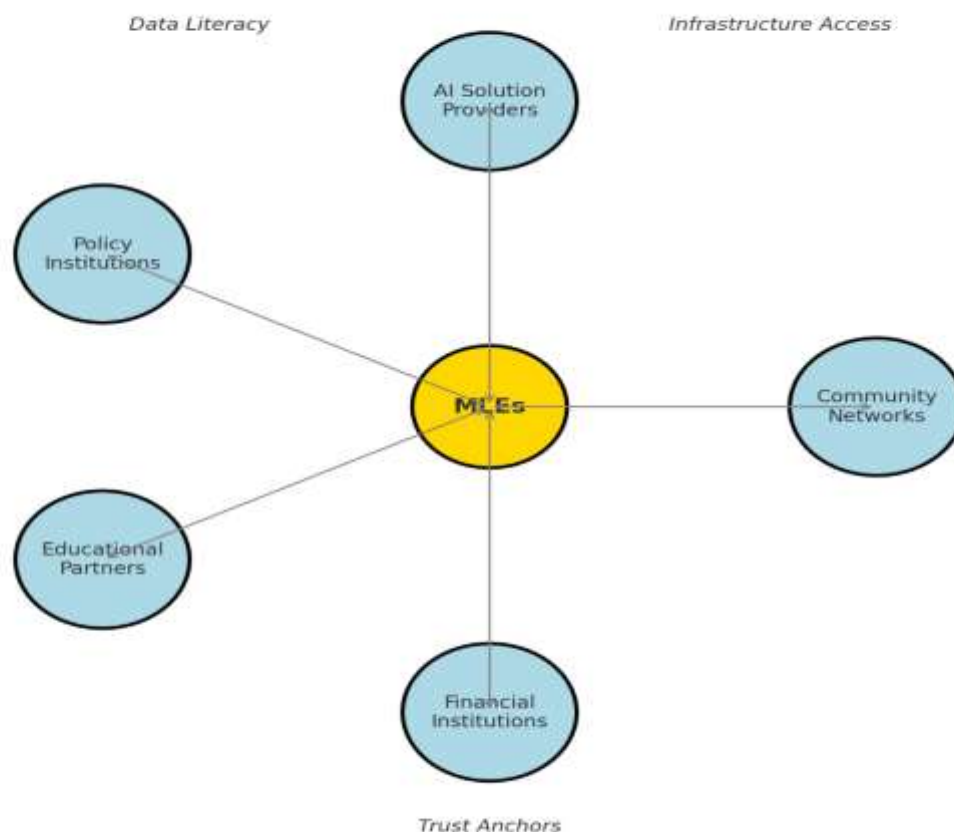 Data Literacy
Infrastructure Access
AI Solution
Providers
Policy
Institutions
MLEs
Community
Networks
Educational
Partners
Financial
Institutions
Trust Anchors